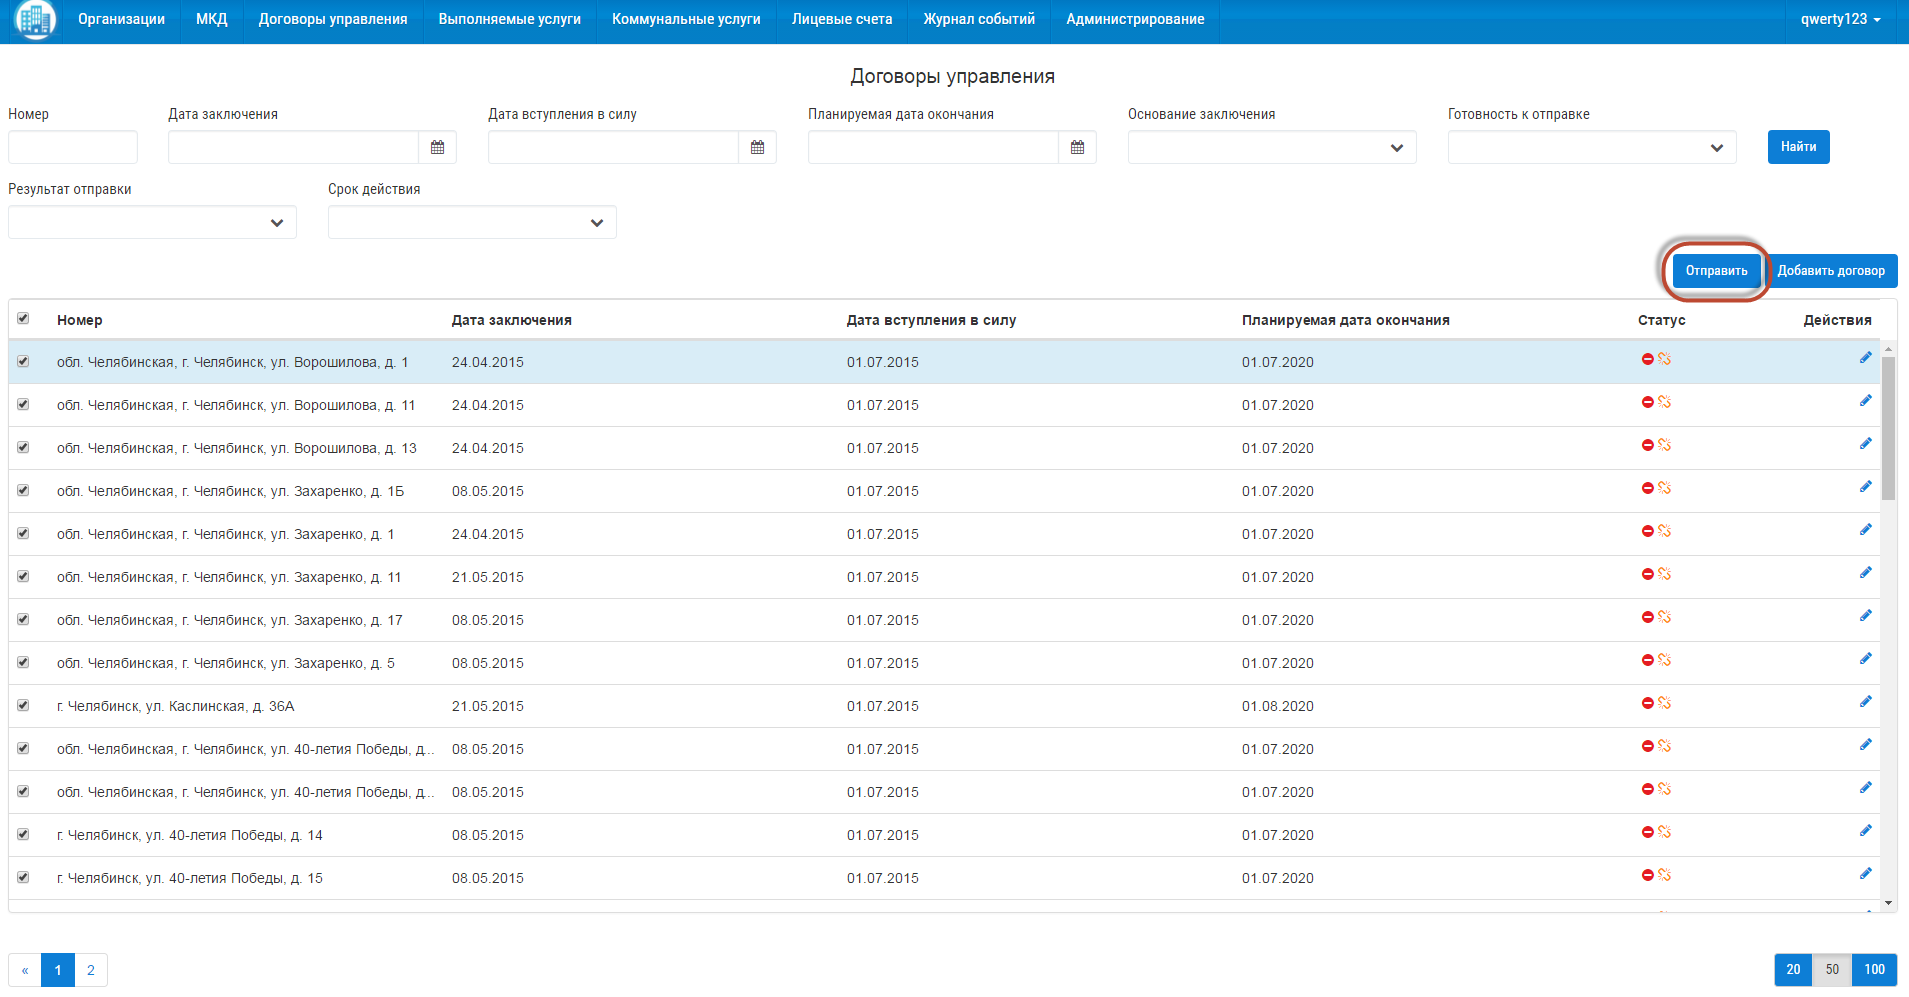 Организации МКД Договоры управления Выполняемые услуги Коммунальные услуги Лицевые счета Журнал событий Администрирование qwerty123
Договоры управления
Номер Дата заключения Дата вступления в силу Планируемая дата окончания Основание заключения Готовность к отправке
Найти
Результат отправки Срок действия
Отправить Добавить договор
Номер Дата заключения Дата вступления в силу Планируемая дата окончания Статус Действия
обл. Челябинская, г. Челябинск, ул. Ворошилова, д. 1 24.04.2015 01.07.2015 01.07.2020
обл. Челябинская, г. Челябинск, ул. Ворошилова, д. 11 24.04.2015 01.07.2015 01.07.2020
обл. Челябинская, г. Челябинск, ул. Ворошилова, д. 13 24.04.2015 01.07.2015 01.07.2020
обл. Челябинская, г. Челябинск, ул. Захаренко, д. 1Б 08.05.2015 01.07.2015 01.07.2020
обл. Челябинская, г. Челябинск, ул. Захаренко, д. 1 24.04.2015 01.07.2015 01.07.2020
обл. Челябинская, г. Челябинск, ул. Захаренко, д. 11 21.05.2015 01.07.2015 01.07.2020
обл. Челябинская, г. Челябинск, ул. Захаренко, д. 17 08.05.2015 01.07.2015 01.07.2020
обл. Челябинская, г. Челябинск, ул. Захаренко, д. 5 08.05.2015 01.07.2015 01.07.2020
г. Челябинск, ул. Каслинская, д. 36А 21.05.2015 01.07.2015 01.08.2020
обл. Челябинская, г. Челябинск, ул. 40-летия Победы, д... 08.05.2015 01.07.2015 01.07.2020
обл. Челябинская, г. Челябинск, ул. 40-летия Победы, д... 08.05.2015 01.07.2015 01.07.2020
г. Челябинск, ул. 40-летия Победы, д. 14 08.05.2015 01.07.2015 01.07.2020
г. Челябинск, ул. 40-летия Победы, д. 15 08.05.2015 01.07.2015 01.07.2020
« 1 2 20 50 100